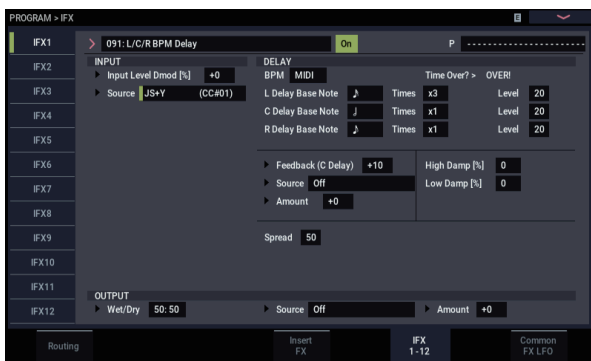 PROGRAM > IFX E
IFX1 091: L/C/R BPM Delay On P ----------------------
IFX2 INPUT DELAY
Input Level Dmod [%] +0 BPM MIDI Time Over? > OVER!
IFX3 Source JS+Y (CC#01) L Delay Base Note ♪ Times x3 Level 20
IFX4 C Delay Base Note 𝅗𝅥 Times x1 Level 20
IFX5 R Delay Base Note ♪ Times x1 Level 20
IFX6 Feedback (C Delay) +10 High Damp [%] 0
IFX7 Source Off Low Damp [%] 0
IFX8 Amount +0
IFX9 Spread 50
IFX10
IFX11
OUTPUT
IFX12 Wet/Dry 50: 50 Source Off Amount +0
Routing Insert FX IFX 1-12 Common FX LFO